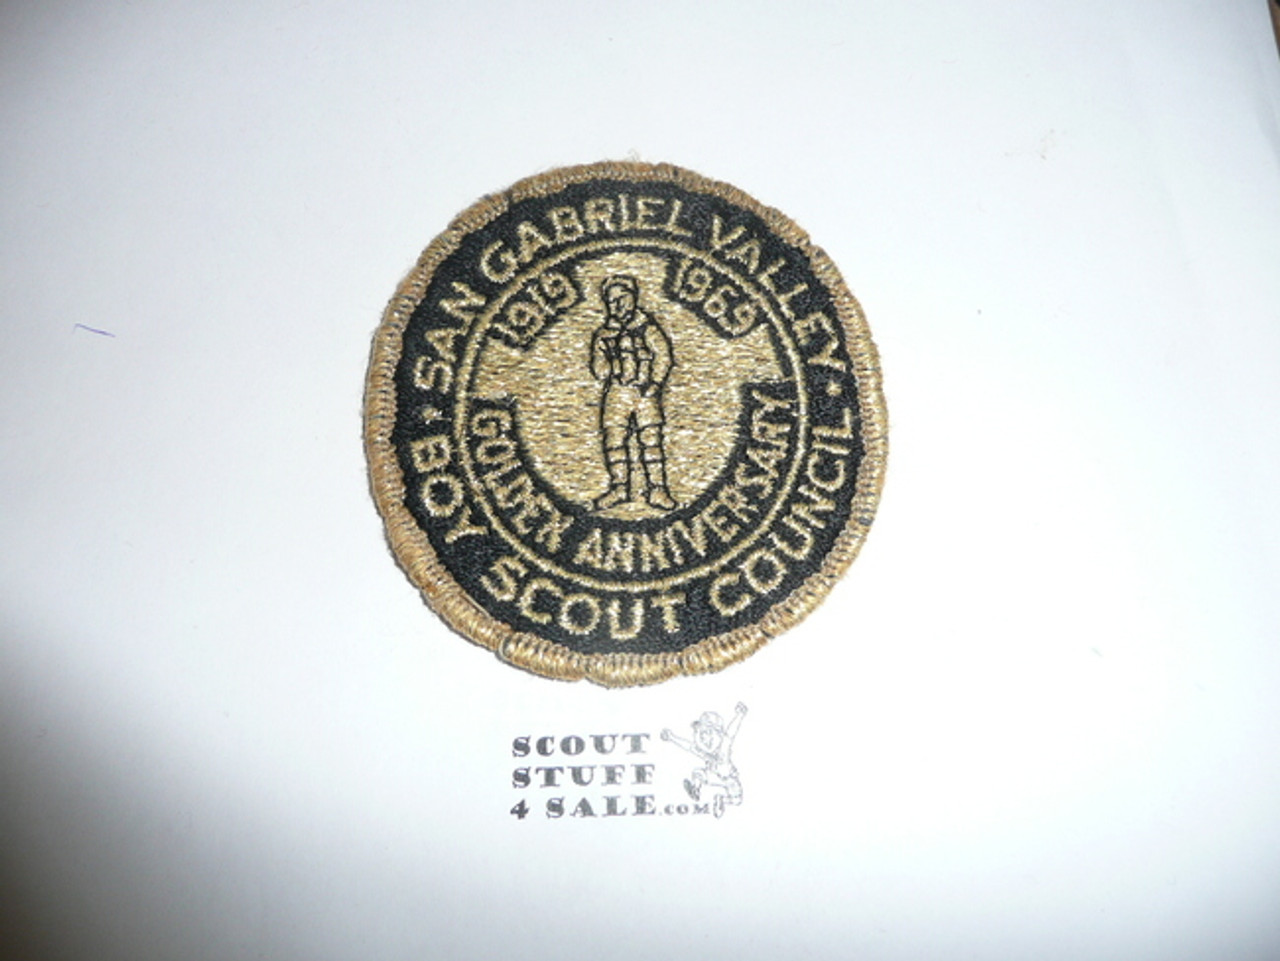 • SAN GABRIEL VALLEY •
BOY SCOUT COUNCIL
1919 1969
GOLDEN ANNIVERSARY
SCOUT
STUFF
4 SALE.COM